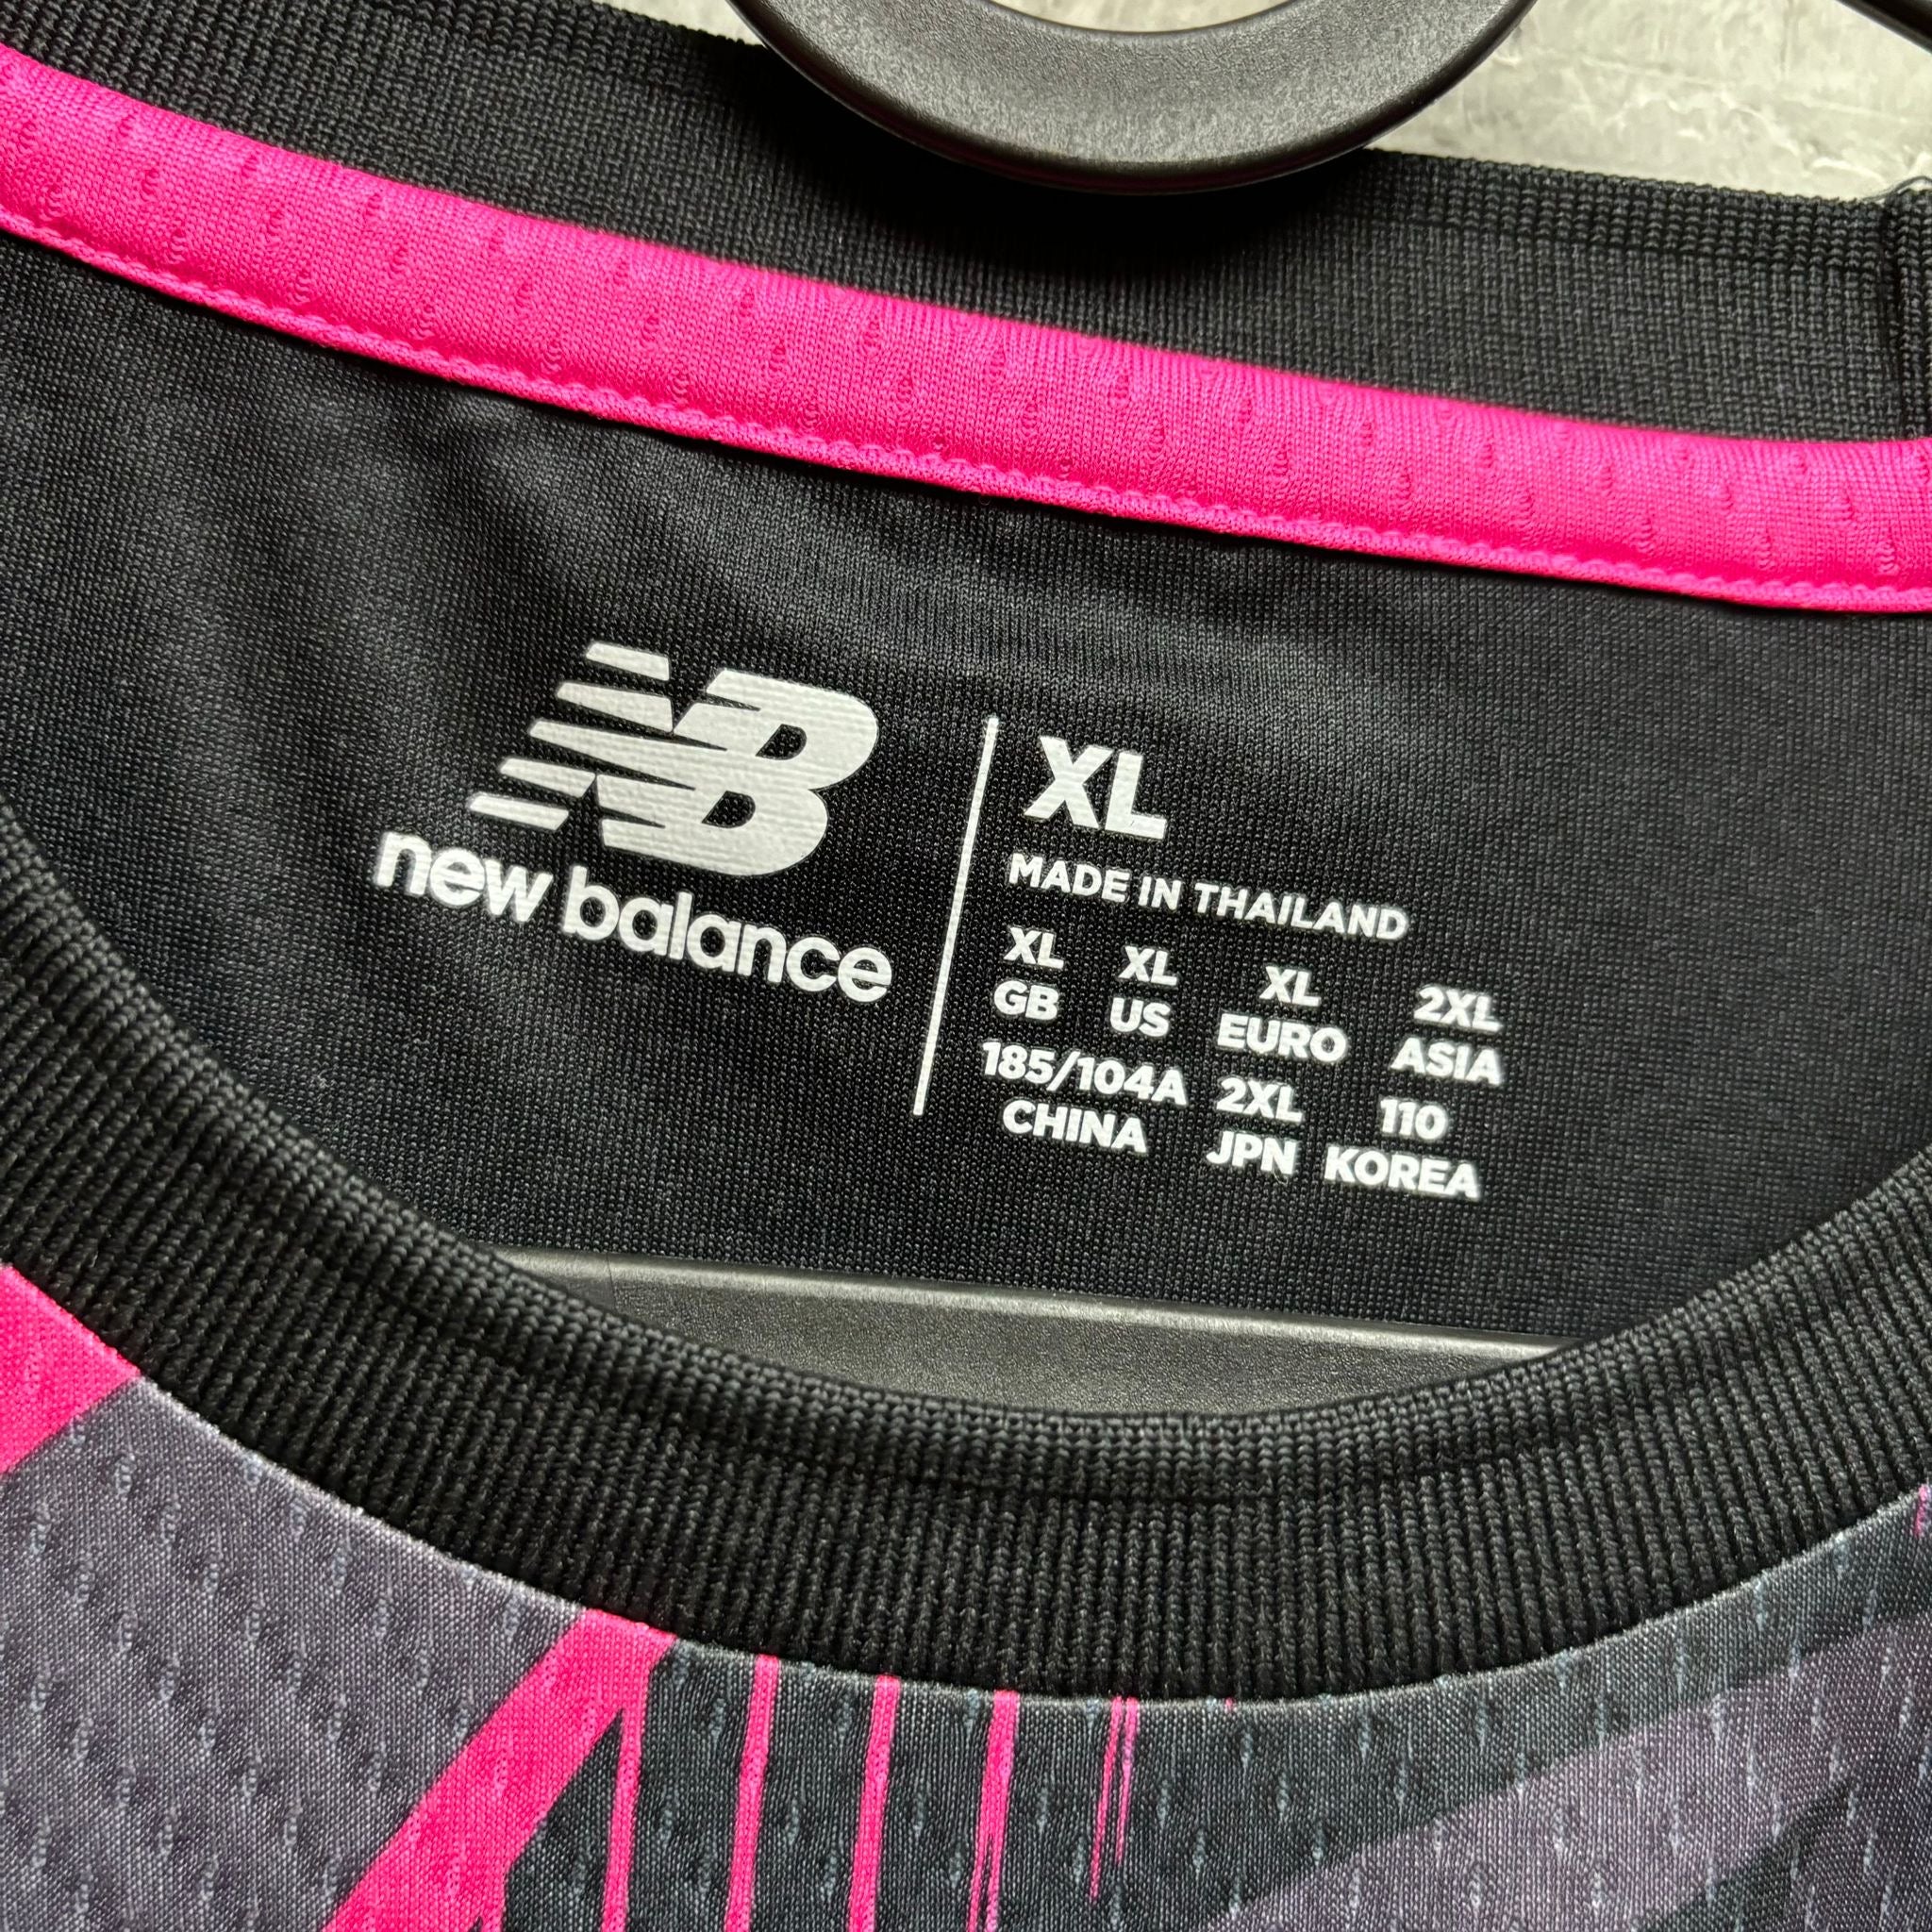 NB
new balance
XL
MADE IN THAILAND
XL XL XL 2XL
GB US EURO ASIA
185/104A 2XL 110
CHINA JPN KOREA